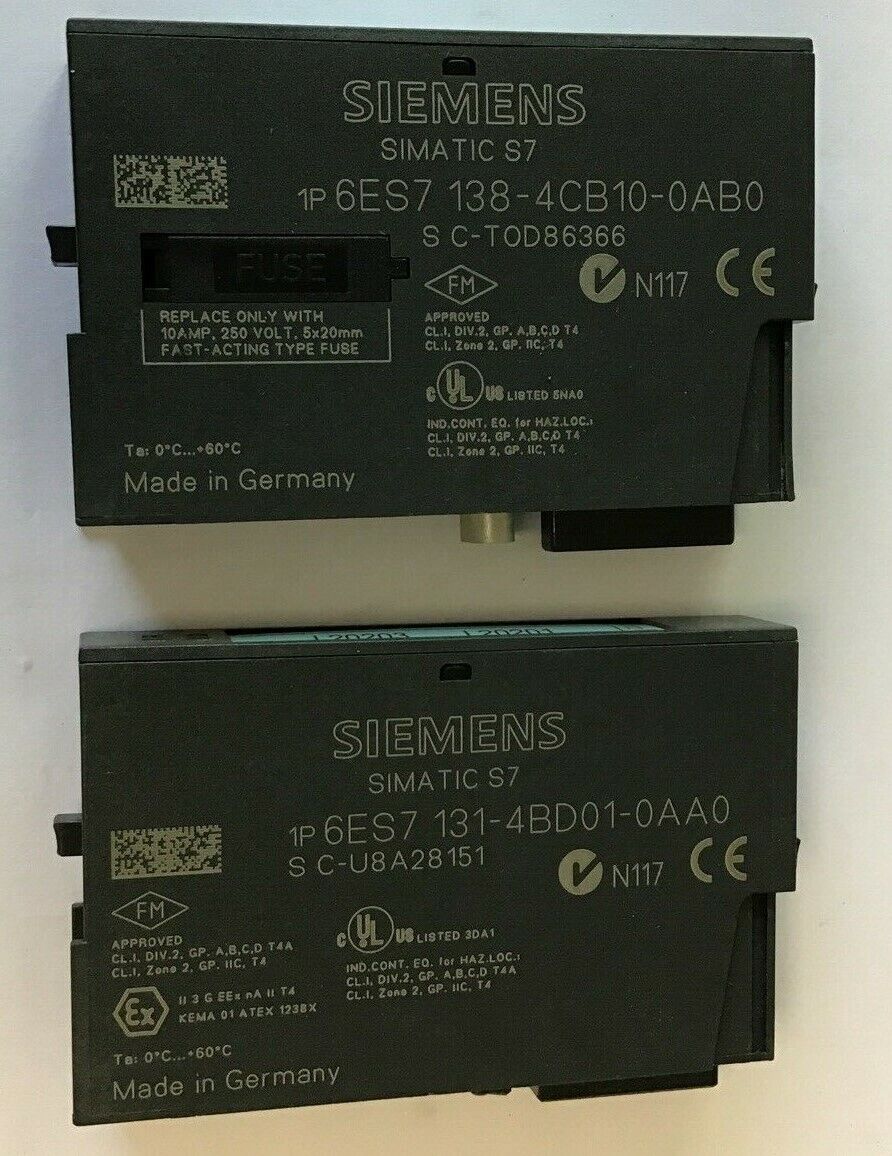 SIEMENS
SIMATIC S7
1P 6ES7 138-4CB10-0AB0
S C-T0D86366
FUSE
REPLACE ONLY WITH
10AMP, 250 VOLT, 5x20mm
FAST-ACTING TYPE FUSE
FM
APPROVED
CL.I, DIV.2, GP. A,B,C,D T4
CL.I, Zone 2, GP. IIC, T4
N117
CE
C UL US LISTED 5NA0
IND.CONT. EQ. for HAZ.LOC.:
CL.I, DIV.2, GP. A,B,C,D T4
CL.I, Zone 2, GP. IIC, T4
Ta: 0°C...+60°C
Made in Germany
L20203 L20201
SIEMENS
SIMATIC S7
1P 6ES7 131-4BD01-0AA0
S C-U8A28151
N117
CE
FM
APPROVED
CL.I, DIV.2, GP. A,B,C,D T4A
CL.I, Zone 2, GP. IIC, T4
C UL US LISTED 3DA1
IND.CONT. EQ. for HAZ.LOC.:
CL.I, DIV.2, GP. A,B,C,D T4A
CL.I, Zone 2, GP. IIC, T4
Ex
II 3 G EEx nA II T4
KEMA 01 ATEX 1238X
Ta: 0°C...+60°C
Made in Germany